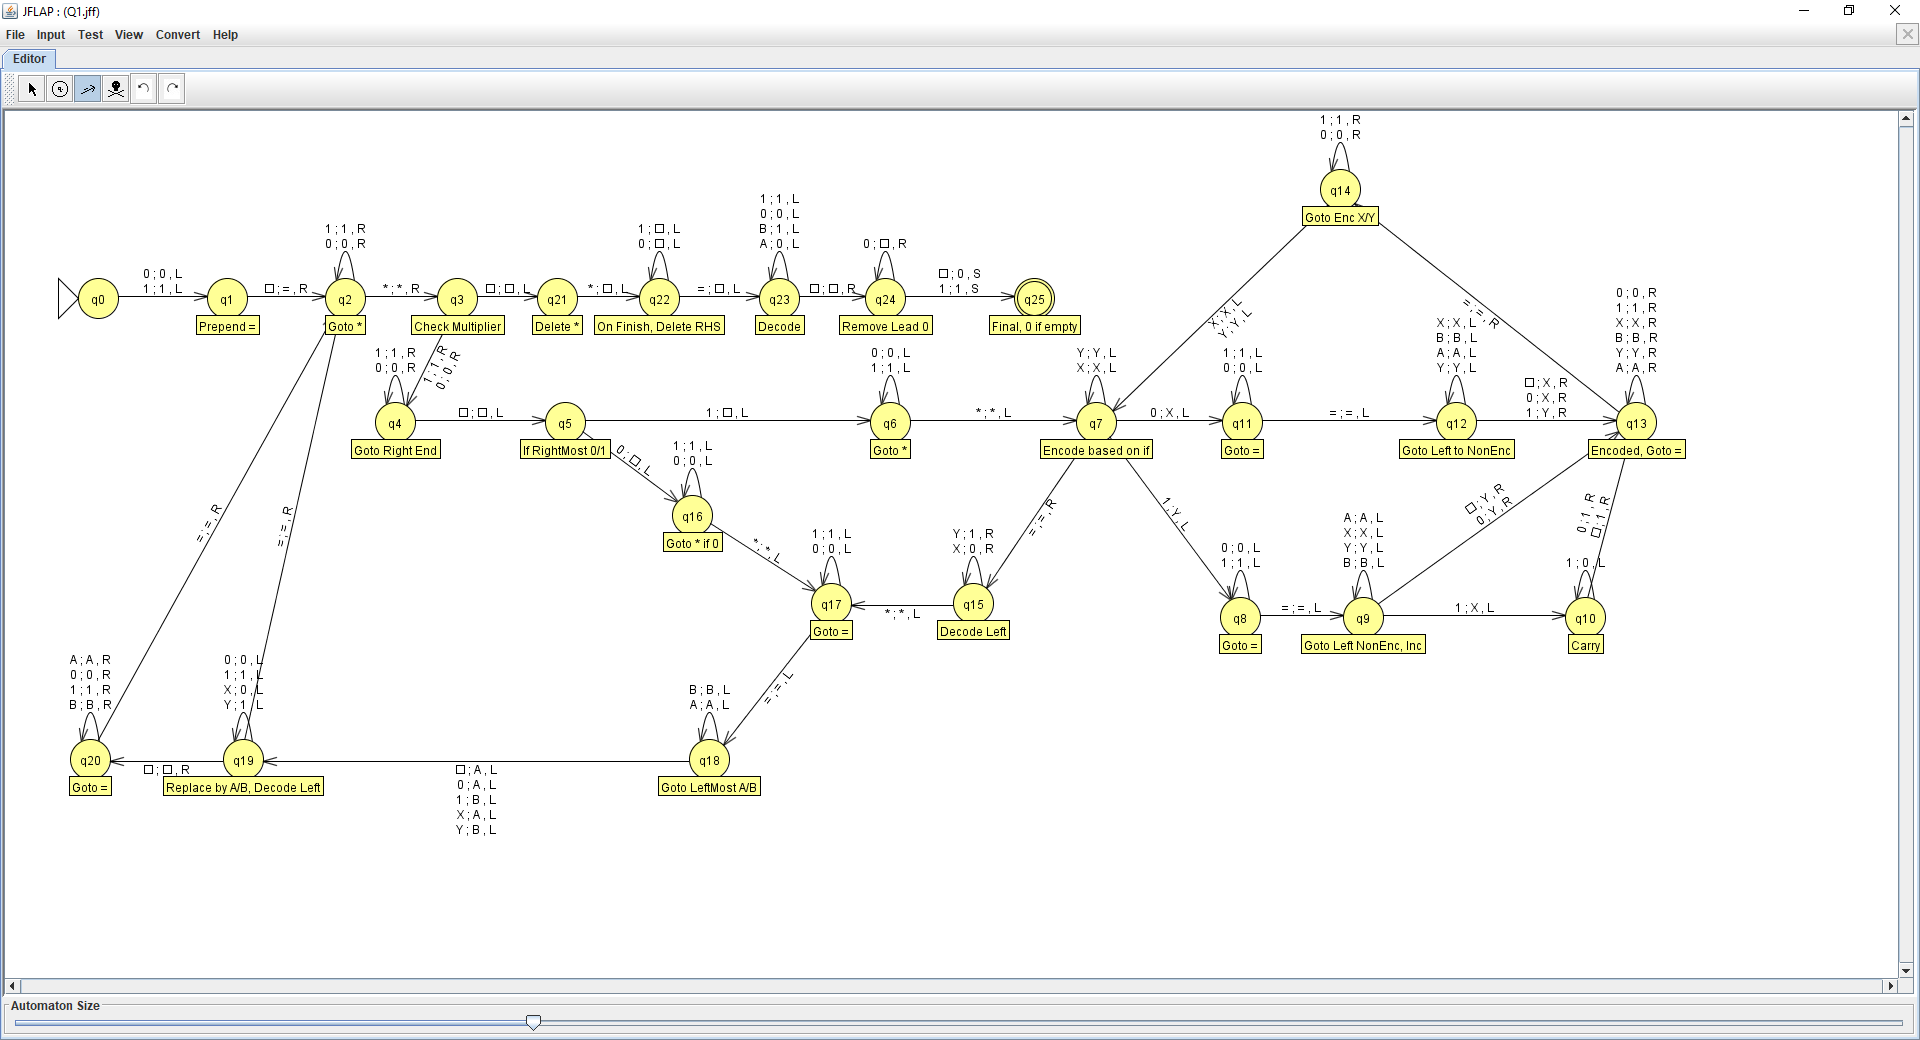 JFLAP : (Q1.jff)
File Input Test View Convert Help
Editor
1 ; 1 , R
0 ; 0 , R
q14
Goto Enc X/Y
1 ; 1 , R
0 ; 0 , R
1 ; □ , L
0 ; □ , L
1 ; 1 , L
0 ; 0 , L
B ; 1 , L
A ; 0 , L
0 ; □ , R
q0
0 ; 0 , L
1 ; 1 , L
q1
□ ; = , R
q2
* ; * , R
q3
□ ; □ , L
q21
* ; □ , L
q22
= ; □ , L
q23
□ ; □ , R
q24
□ ; 0 , S
1 ; 1 , S
q25
Prepend =
Goto *
Check Multiplier
Delete *
On Finish, Delete RHS
Decode
Remove Lead 0
Final, 0 if empty
X ; X , L
Y ; Y , L
= ; = , R
1 ; 1 , R
0 ; 0 , R
1 ; 1 , R
0 ; 0 , R
0 ; 0 , L
1 ; 1 , L
Y ; Y , L
X ; X , L
1 ; 1 , L
0 ; 0 , L
X ; X , L
B ; B , L
A ; A , L
Y ; Y , L
0 ; 0 , R
1 ; 1 , R
X ; X , R
B ; B , R
Y ; Y , R
A ; A , R
q4
□ ; □ , L
q5
1 ; □ , L
q6
* ; * , L
q7
0 ; X , L
q11
= ; = , L
q12
□ ; X , R
0 ; X , R
1 ; Y , R
q13
Goto Right End
If RightMost 0/1
Goto *
Encode based on if
Goto =
Goto Left to NonEnc
Encoded, Goto =
0 ; □ , L
1 ; 1 , L
0 ; 0 , L
q16
Goto * if 0
* ; * , L
= ; = , R
1 ; Y , L
□ ; Y , R
0 ; Y , R
0 ; 1 , R
□ ; 1 , R
= ; = , R
= ; = , R
1 ; 1 , L
0 ; 0 , L
q17
Goto =
* ; * , L
Y ; 1 , R
X ; 0 , R
q15
Decode Left
0 ; 0 , L
1 ; 1 , L
q8
Goto =
= ; = , L
A ; A , L
X ; X , L
Y ; Y , L
B ; B , L
q9
Goto Left NonEnc, Inc
1 ; X , L
1 ; 0 , L
q10
Carry
= ; = , L
A ; A , R
0 ; 0 , R
1 ; 1 , R
B ; B , R
q20
Goto =
□ ; □ , R
0 ; 0 , L
1 ; 1 , L
X ; 0 , L
Y ; 1 , L
q19
Replace by A/B, Decode Left
□ ; A , L
0 ; A , L
1 ; B , L
X ; A , L
Y ; B , L
B ; B , L
A ; A , L
q18
Goto LeftMost A/B
Automaton Size